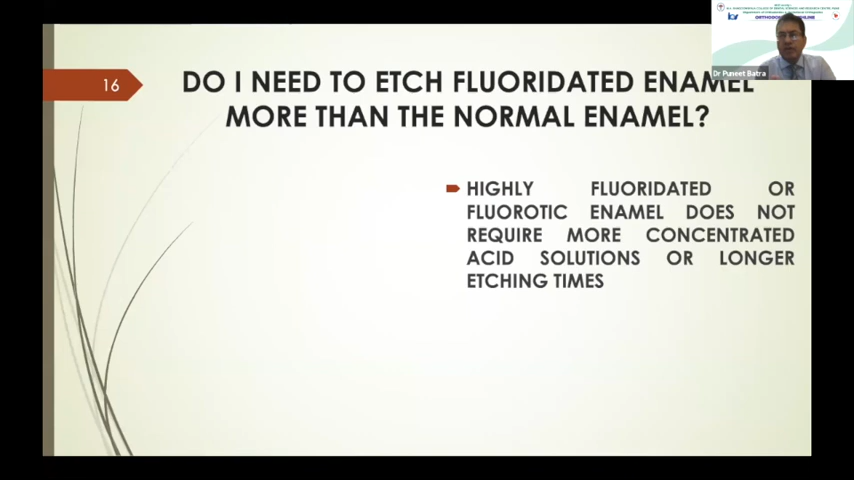 16
DO I NEED TO ETCH FLUORIDATED ENAMEL
MORE THAN THE NORMAL ENAMEL?
HIGHLY FLUORIDATED OR
FLUOROTIC ENAMEL DOES NOT
REQUIRE MORE CONCENTRATED
ACID SOLUTIONS OR LONGER
ETCHING TIMES
Dr Puneet Batra